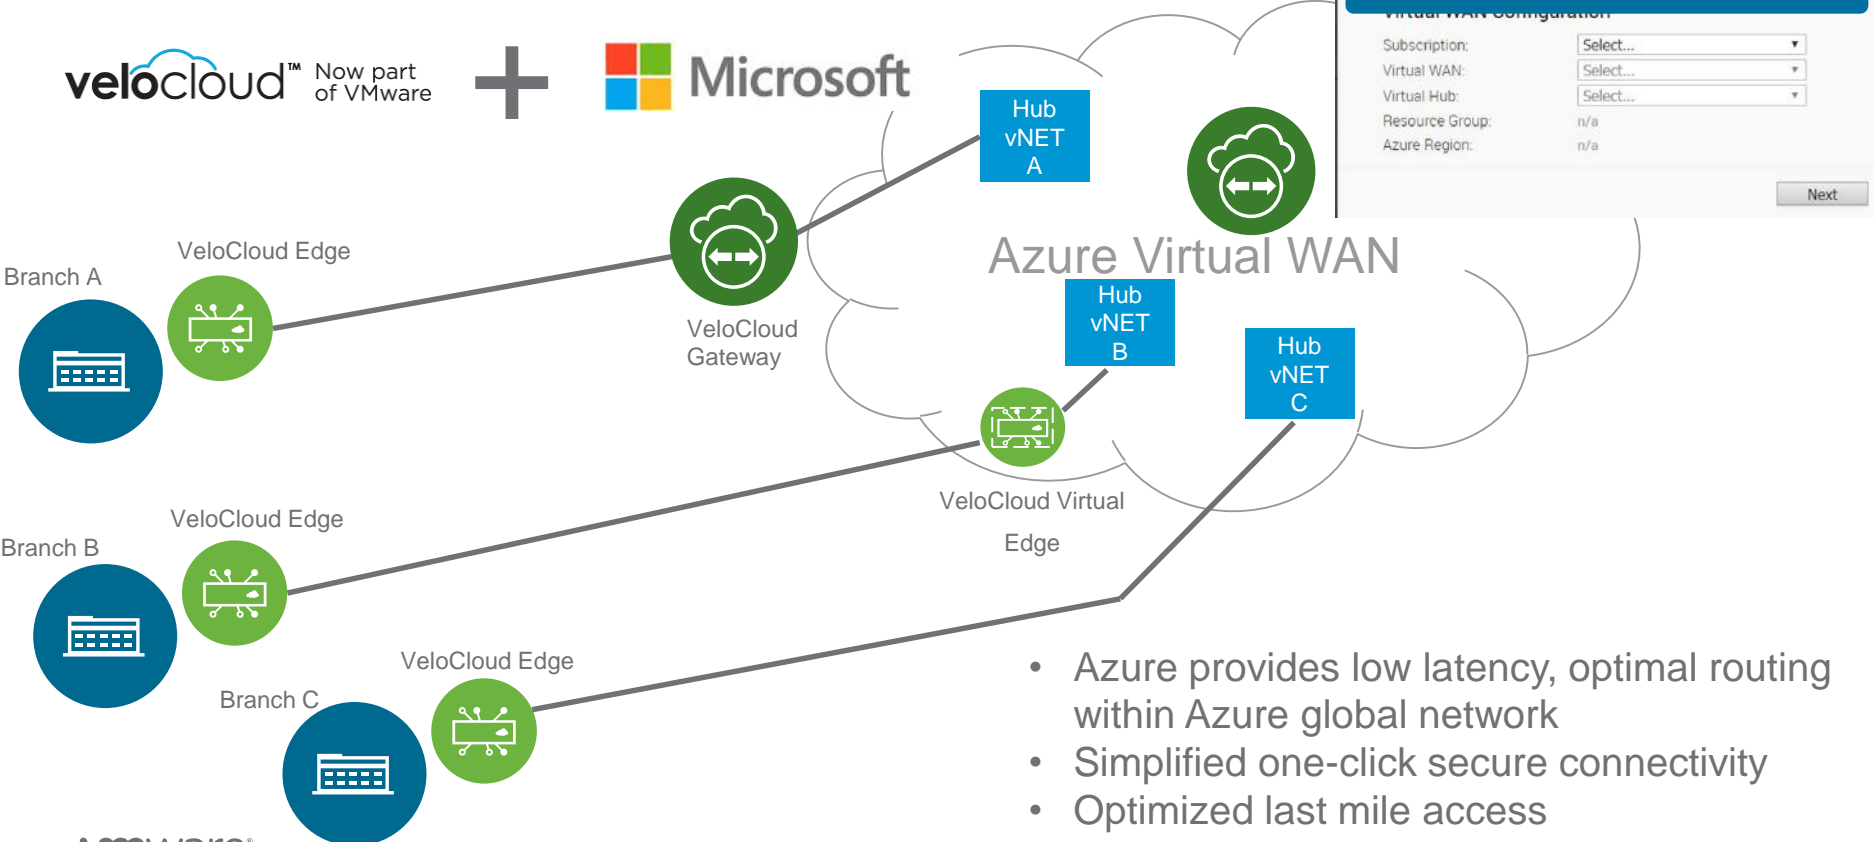 velocloud™ Now part
of VMware
Microsoft
Virtual WAN Configuration
Subscription: Select...
Virtual WAN: Select...
Virtual Hub: Select...
Resource Group: n/a
Azure Region: n/a
Next
Hub
vNET
A
Azure Virtual WAN
VeloCloud Edge
Branch A
VeloCloud
Gateway
Hub
vNET
B
Hub
vNET
C
VeloCloud Virtual
Edge
VeloCloud Edge
Branch B
VeloCloud Edge
Branch C
• Azure provides low latency, optimal routing
within Azure global network
• Simplified one-click secure connectivity
• Optimized last mile access